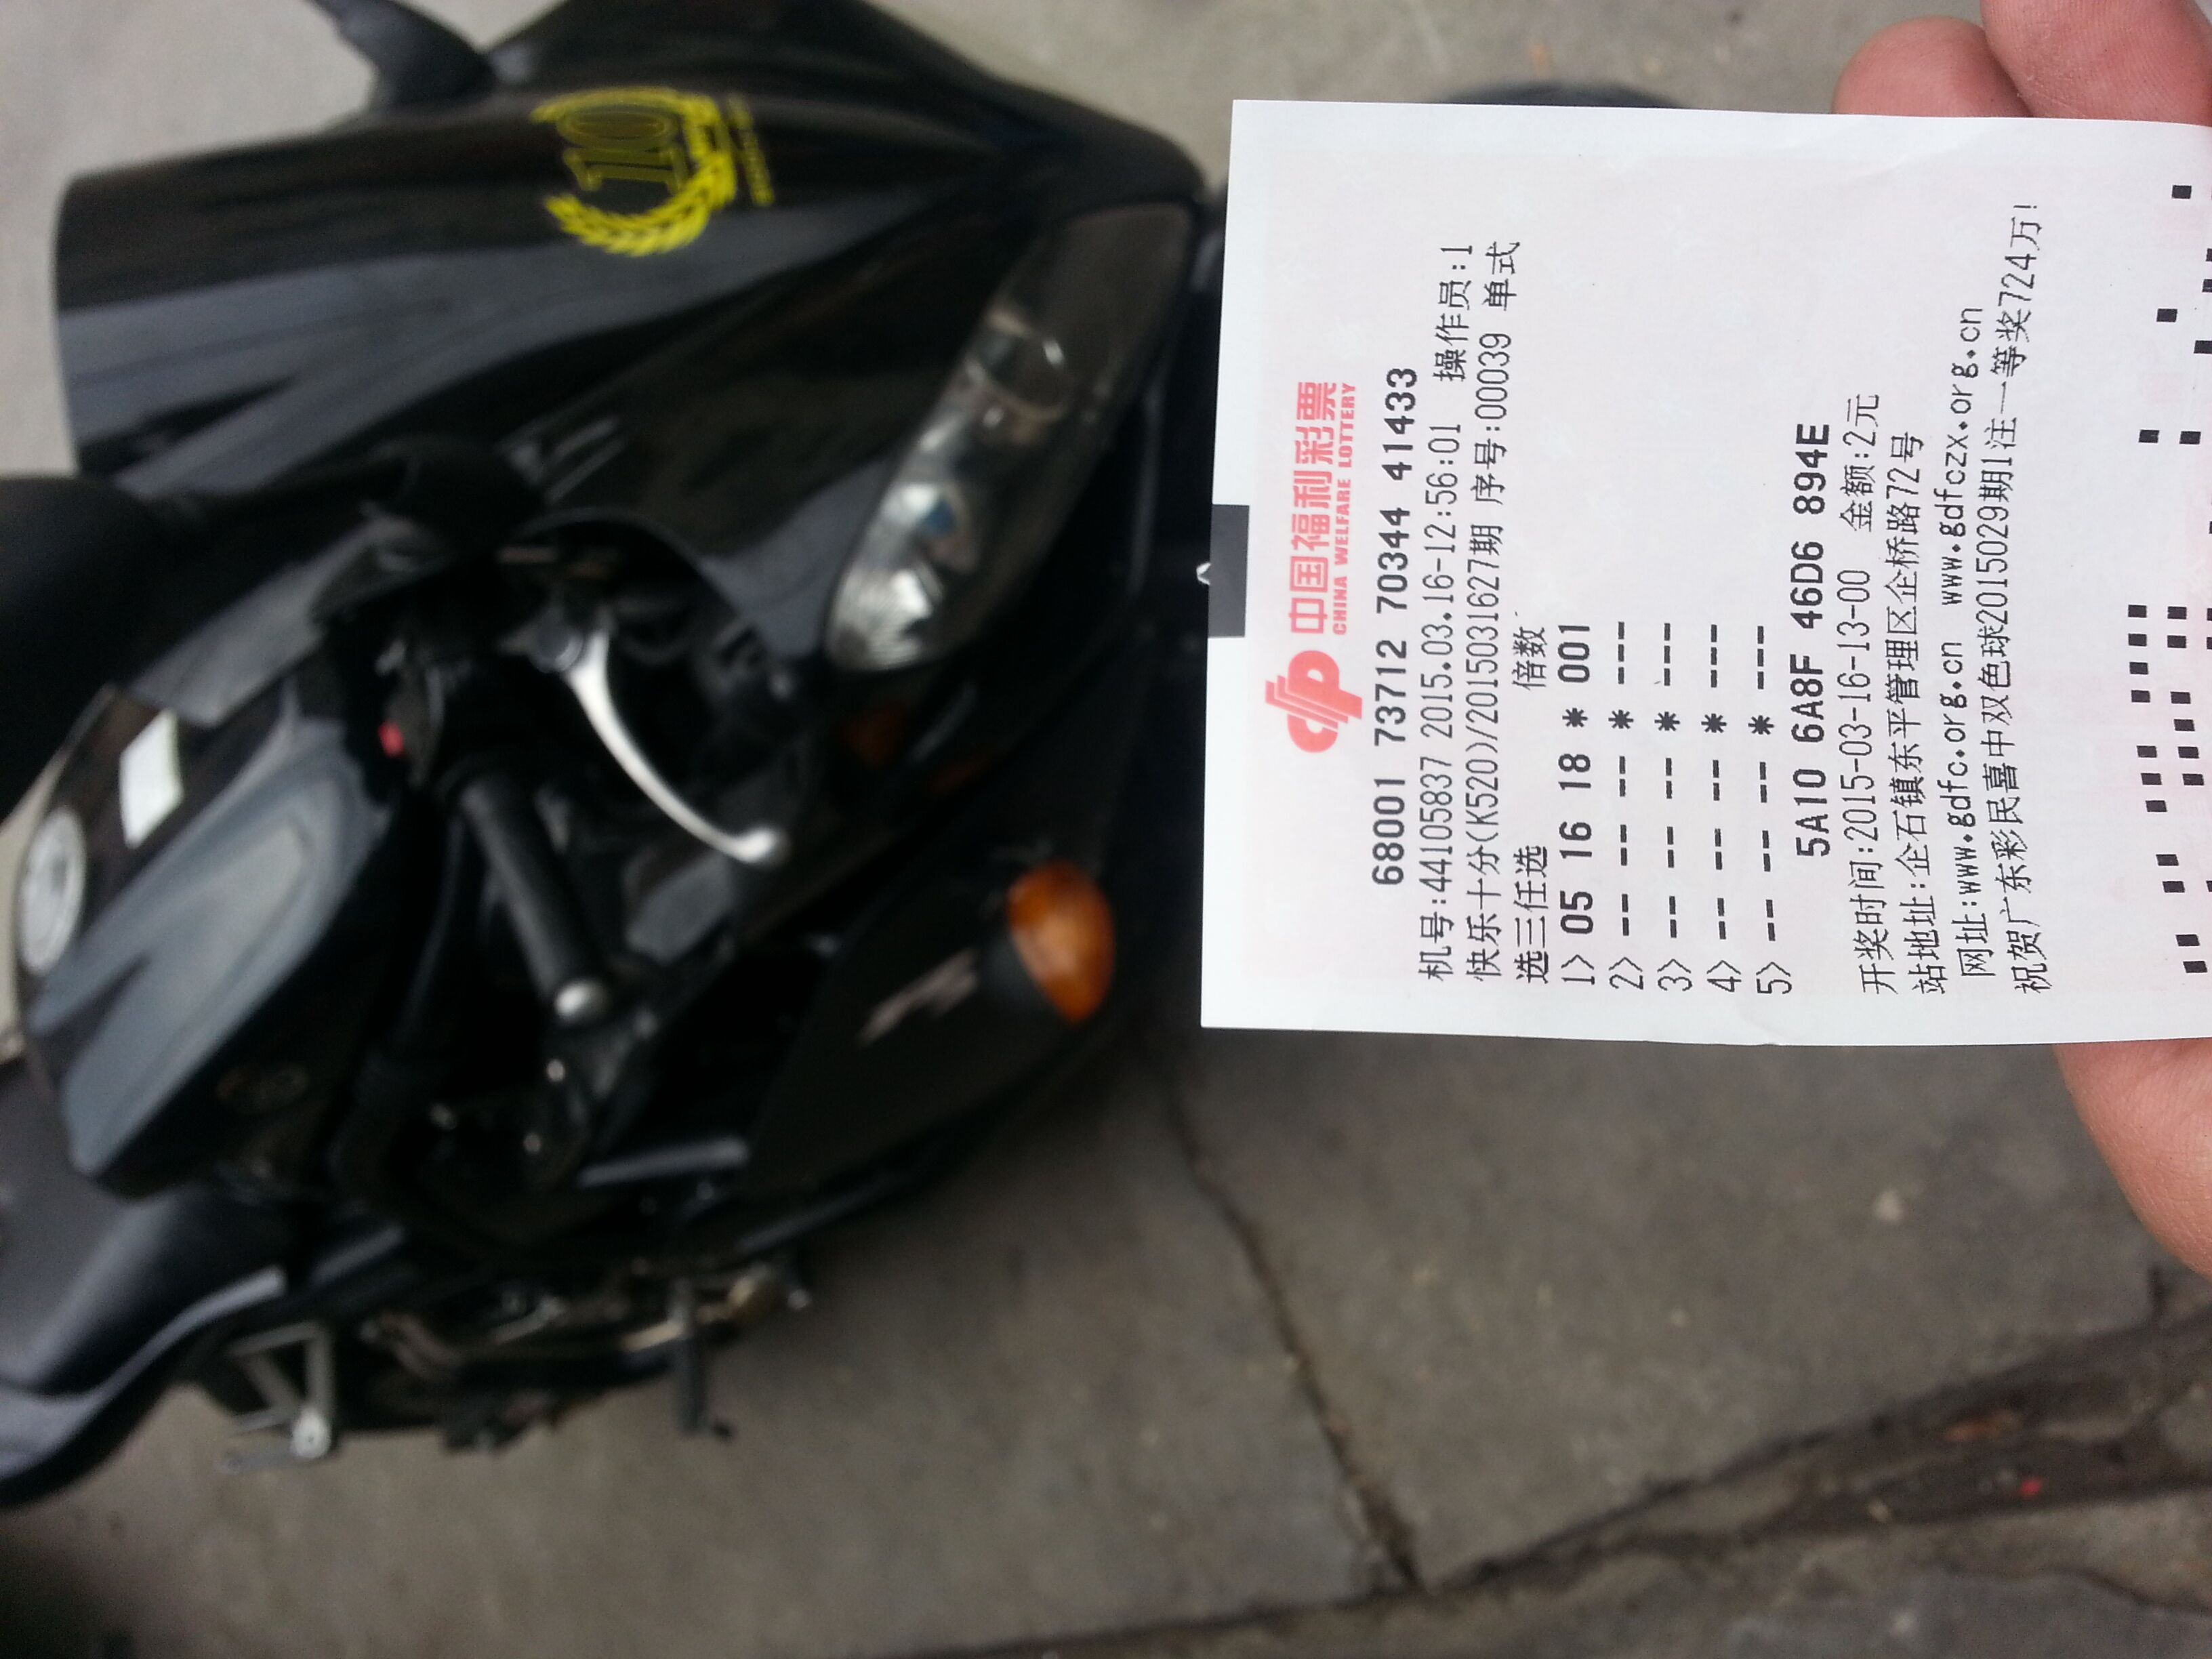 中国福利彩票
CHINA WELFARE LOTTERY
68001 73712 70344 41433
机号:44105837 2015.03.16-12:56:01 操作员:1
快乐十分(K520)/2015031627期 序号:00039 单式
选三任选 倍数
1> 05 16 18 * 001
2> -- -- -- * ---
3> -- -- -- * ---
4> -- -- -- * ---
5> -- -- -- * ---
5A10 6A8F 46D6 894E
开奖时间:2015-03-16-13-00 金额:2元
站地址:企石镇东平管理区企桥路72号
网址:www.gdfc.org.cn www.gdfczx.org.cn
祝贺广东彩民喜中双色球2015029期1注一等奖724万!
110